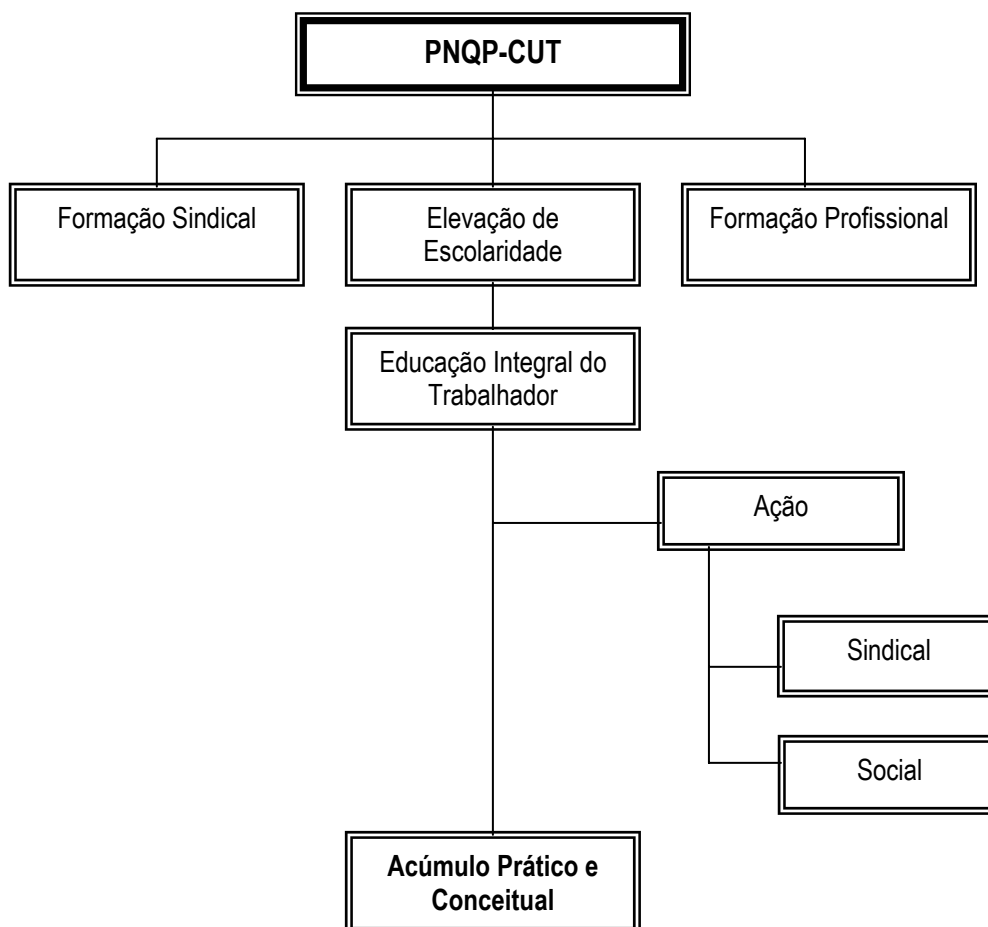 PNQP-CUT
Formação Sindical
Elevação de
Escolaridade
Formação Profissional
Educação Integral do
Trabalhador
Ação
Sindical
Social
Acúmulo Prático e
Conceitual